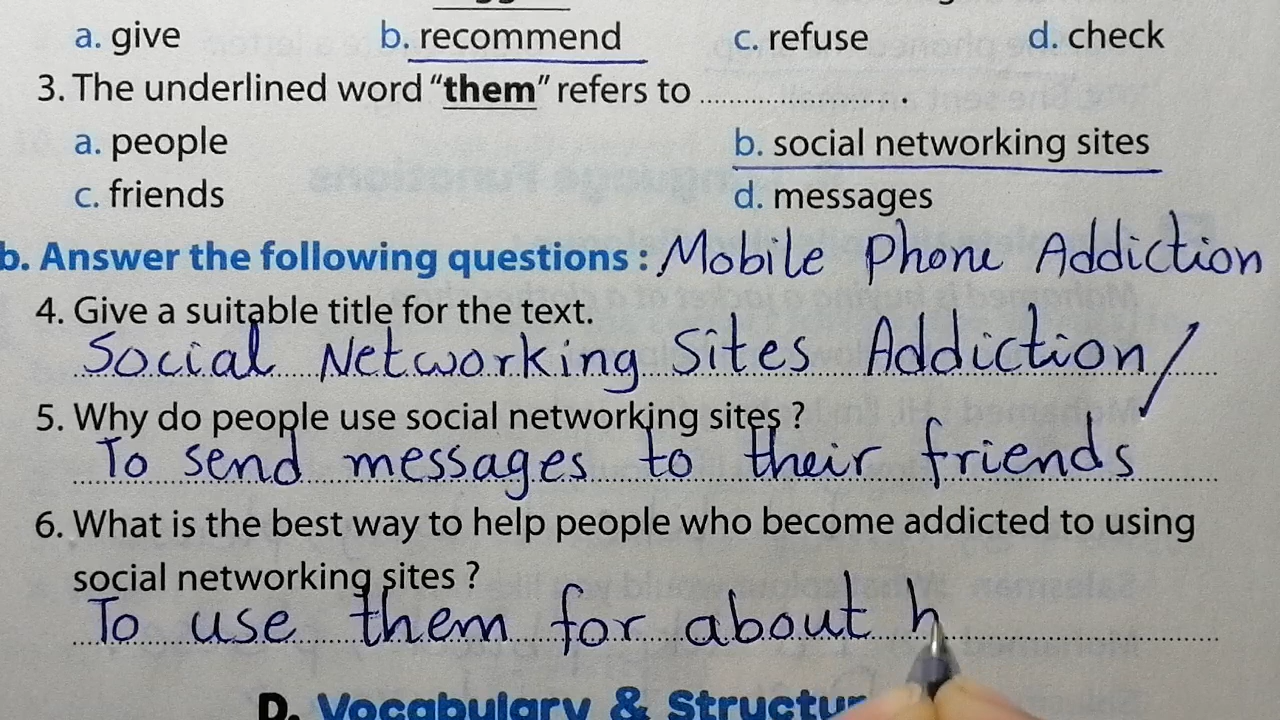 a. give b. recommend c. refuse d. check
3. The underlined word “them” refers to ........................ .
a. people b. social networking sites
c. friends d. messages
b. Answer the following questions : Mobile Phone Addiction
4. Give a suitable title for the text.
Social Networking Sites Addiction /
5. Why do people use social networking sites ?
To send messages to their friends
6. What is the best way to help people who become addicted to using
social networking sites ?
To use them for about h
D. Vocabulary & Structur